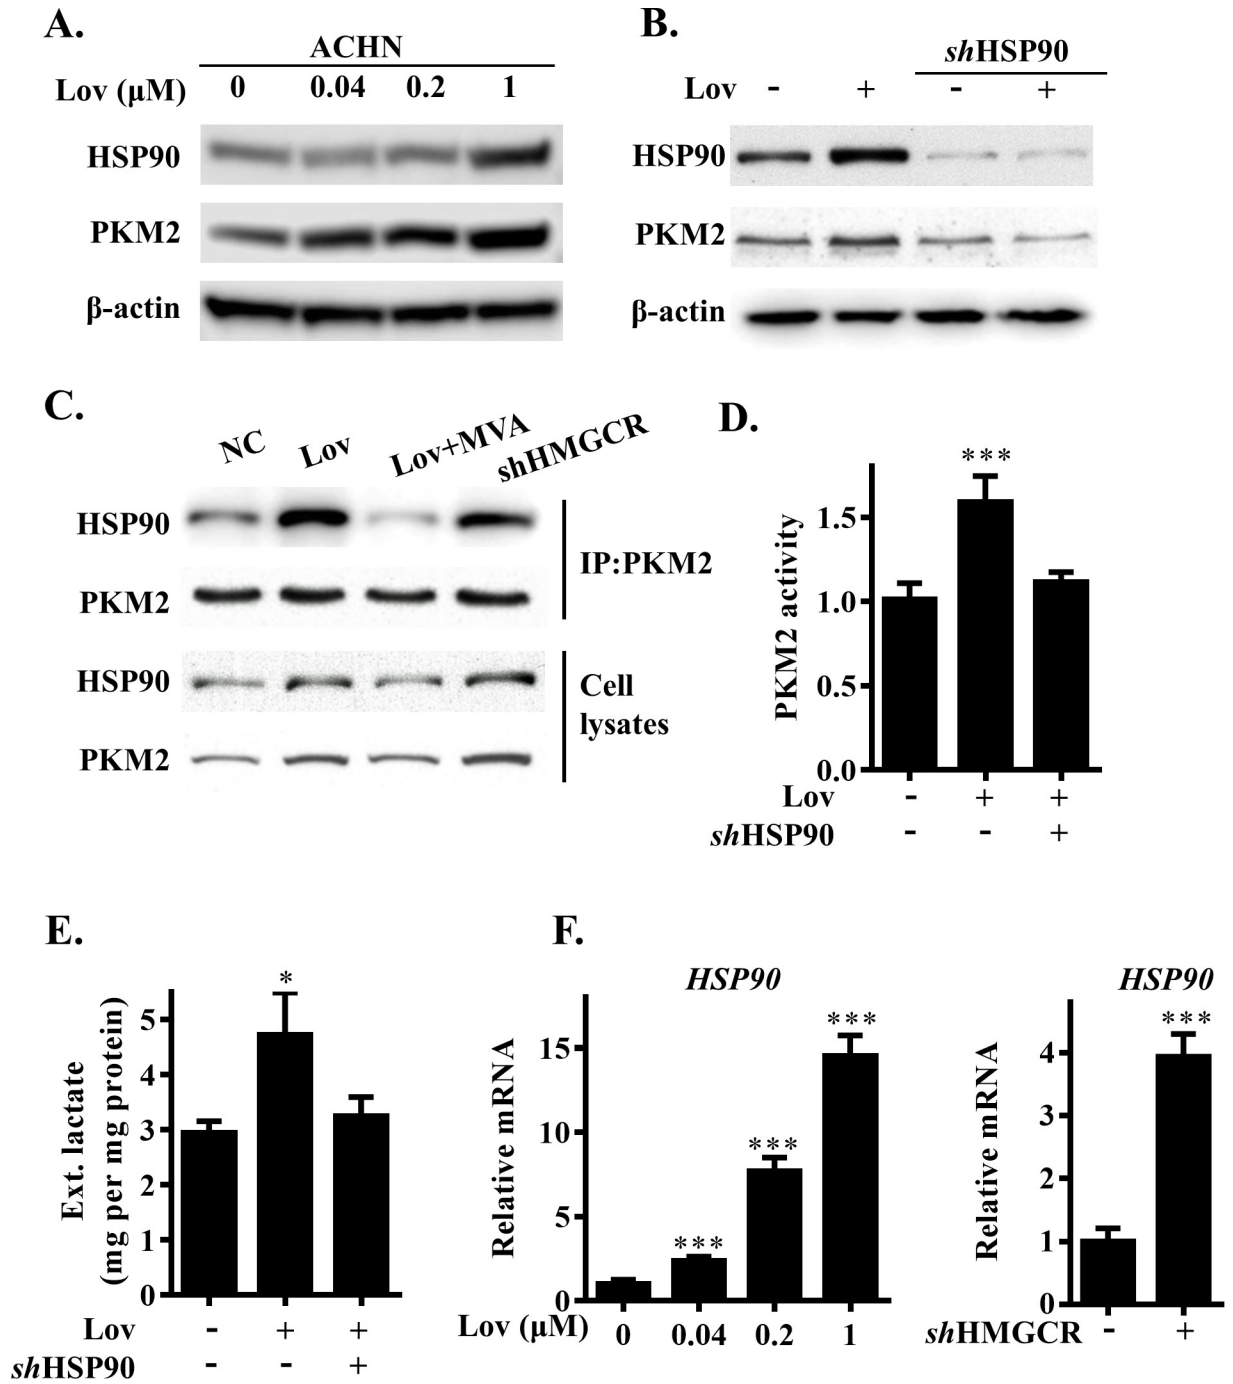 A.
ACHN
Lov (μM) 0 0.04 0.2 1
HSP90
PKM2
β-actin
B.
shHSP90
Lov - + - +
HSP90
PKM2
β-actin
C.
NC Lov Lov+MVA shHMGCR
HSP90
PKM2
IP:PKM2
HSP90
PKM2
Cell
lysates
D.
***
PKM2 activity
1.5
1.0
0.5
0.0
Lov - + +
shHSP90 - - +
E.
*
Ext. lactate
(mg per mg protein)
5
4
3
2
1
0
Lov - + +
shHSP90 - - +
F.
HSP90
Relative mRNA
15
10
5
0
*** *** ***
Lov (μM) 0 0.04 0.2 1
HSP90
***
Relative mRNA
4
3
2
1
0
shHMGCR - +